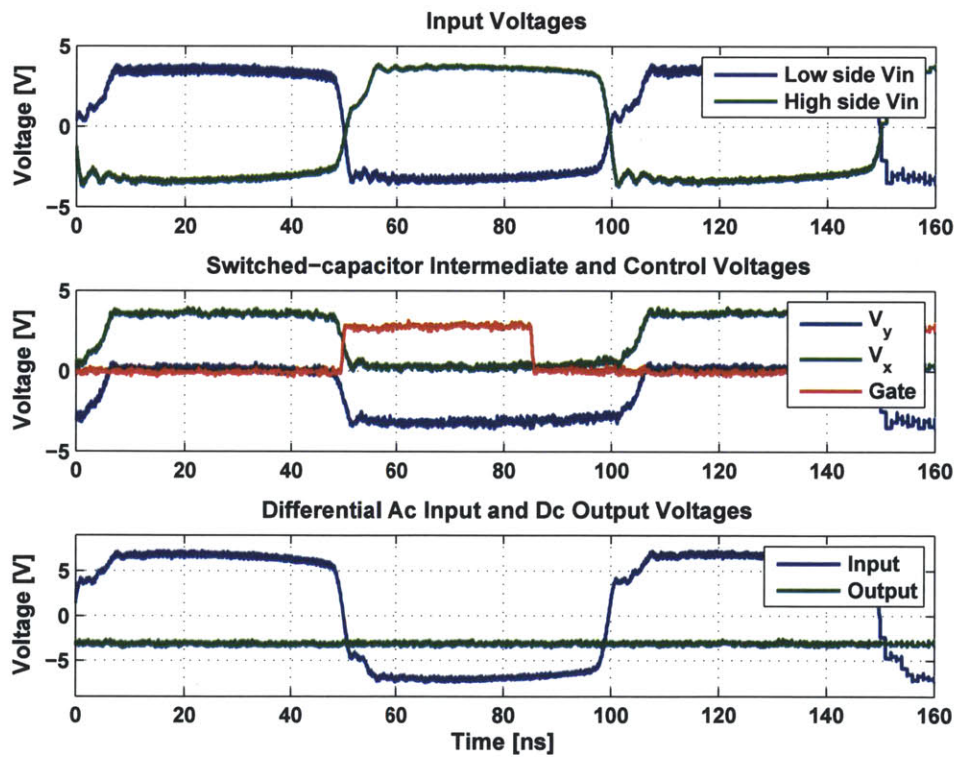 Input Voltages
Voltage [V]
5
0
−5
0 20 40 60 80 100 120 140 160
Low side Vin
High side Vin
Switched−capacitor Intermediate and Control Voltages
Voltage [V]
5
0
−5
0 20 40 60 80 100 120 140 160
Vy
Vx
Gate
Differential Ac Input and Dc Output Voltages
Voltage [V]
5
0
−5
0 20 40 60 80 100 120 140 160
Input
Output
Time [ns]